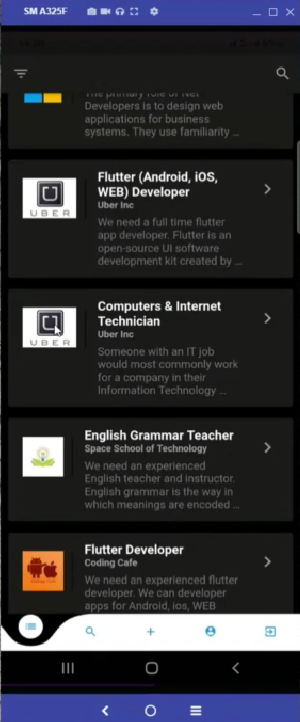 SM A325F
The primary role of Net
Developers is to design web
applications for business
systems. They use familiarity ...
Flutter (Android, iOS,
WEB) Developer
Uber Inc
We need a full time flutter
app developer. Flutter is an
open-source UI software
development kit created by ...
UBER
Computers & Internet
Technician
Uber Inc
Someone with an IT job
would most commonly work
for a company in their
Information Technology ...
UBER
English Grammar Teacher
Space School of Technology
We need an experienced
English teacher and instructor.
English grammar is the way in
which meanings are encoded ...
Flutter Developer
Coding Cafe
We need an experienced flutter
developer. We can developer
apps for Android, ios, WEB